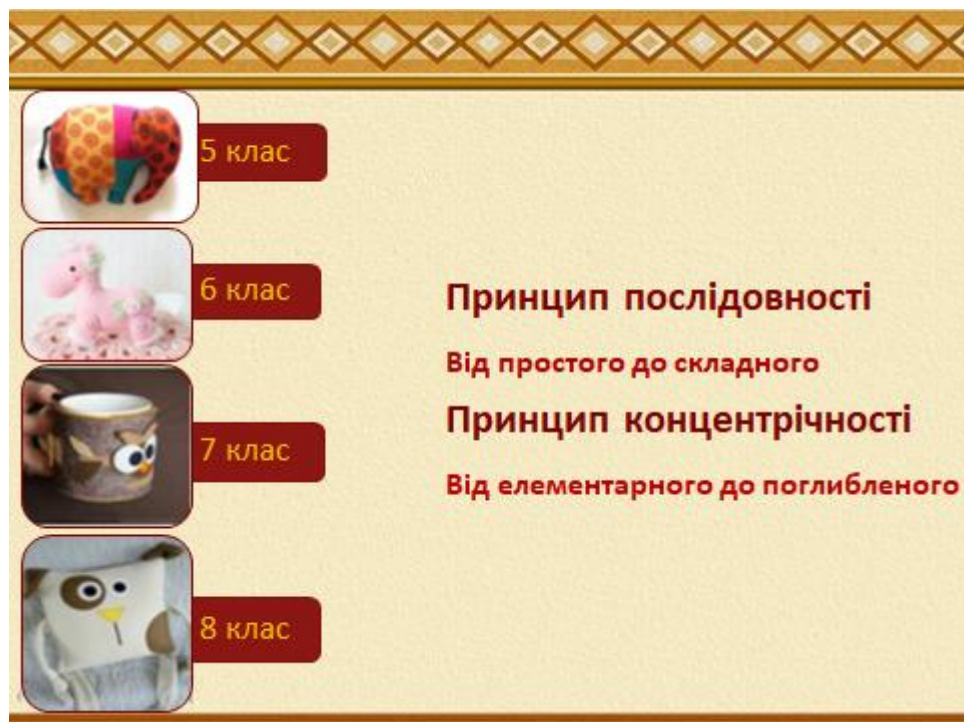 5 клас
6 клас
7 клас
8 клас
Принцип послідовності
Від простого до складного
Принцип концентрічності
Від елементарного до поглибленого